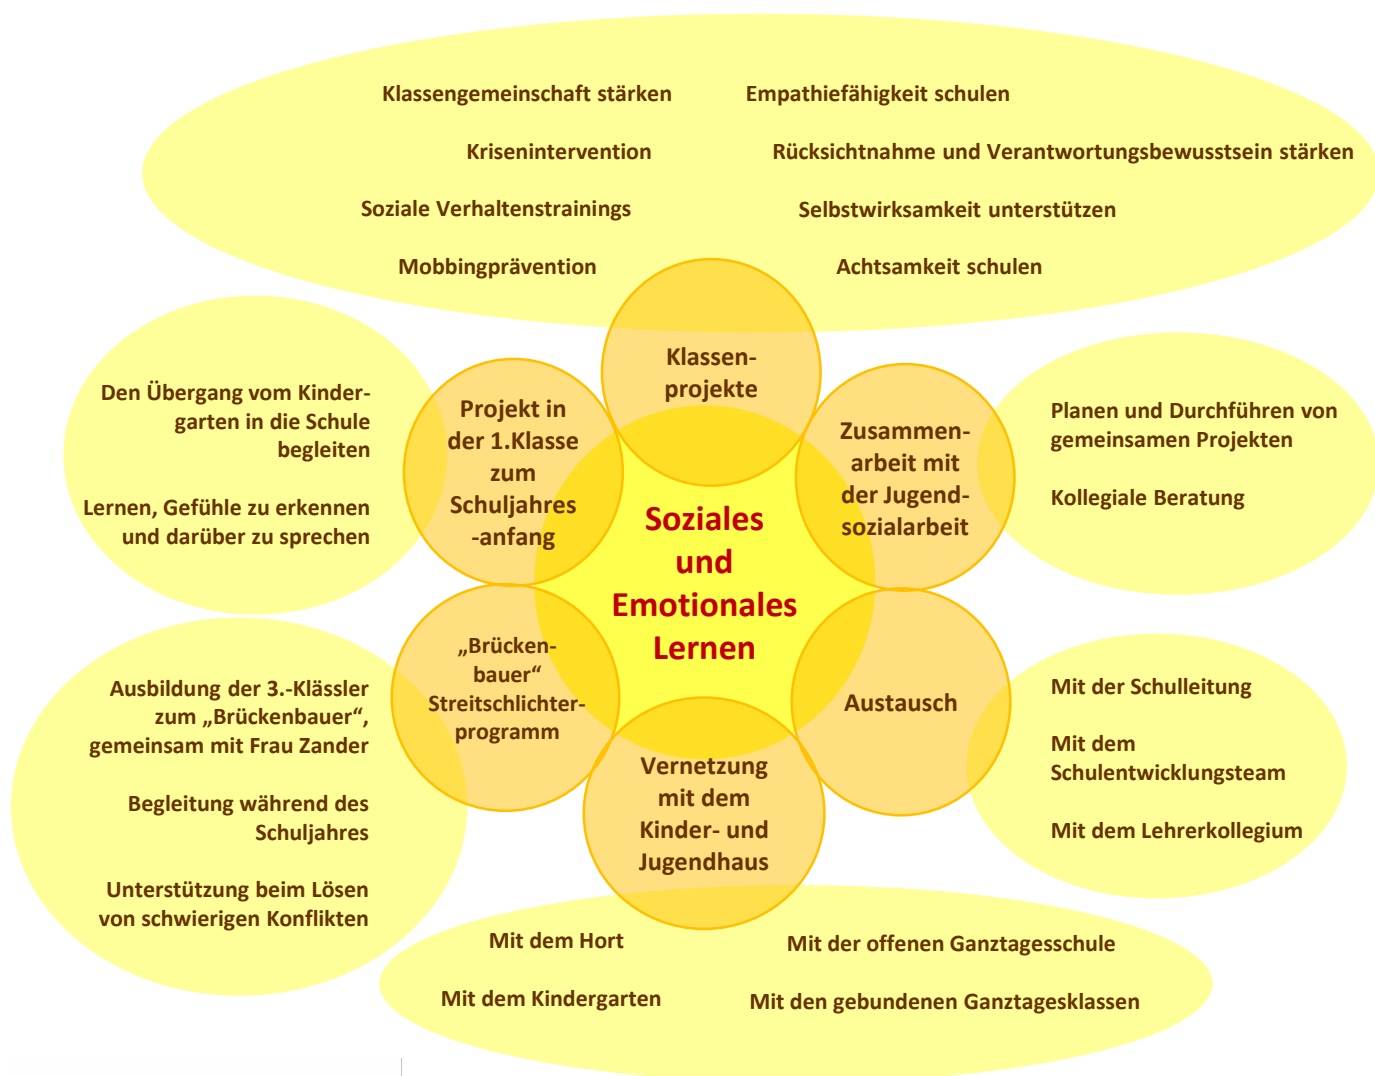 Klassengemeinschaft stärken
Empathiefähigkeit schulen
Krisenintervention
Rücksichtnahme und Verantwortungsbewusstsein stärken
Soziale Verhaltenstrainings
Selbstwirksamkeit unterstützen
Mobbingprävention
Achtsamkeit schulen
Klassen-
projekte
Den Übergang vom Kinder-
garten in die Schule
begleiten
Lernen, Gefühle zu erkennen
und darüber zu sprechen
Projekt in
der 1.Klasse
zum
Schuljahres
-anfang
Zusammen-
arbeit mit
der Jugend-
sozialarbeit
Planen und Durchführen von
gemeinsamen Projekten
Kollegiale Beratung
Soziales
und
Emotionales
Lernen
Ausbildung der 3.-Klässler
zum „Brückenbauer“,
gemeinsam mit Frau Zander
Begleitung während des
Schuljahres
Unterstützung beim Lösen
von schwierigen Konflikten
„Brücken-
bauer“
Streitschlichter-
programm
Austausch
Mit der Schulleitung
Mit dem
Schulentwicklungsteam
Mit dem Lehrerkollegium
Vernetzung
mit dem
Kinder- und
Jugendhaus
Mit dem Hort
Mit der offenen Ganztagesschule
Mit dem Kindergarten
Mit den gebundenen Ganztagesklassen